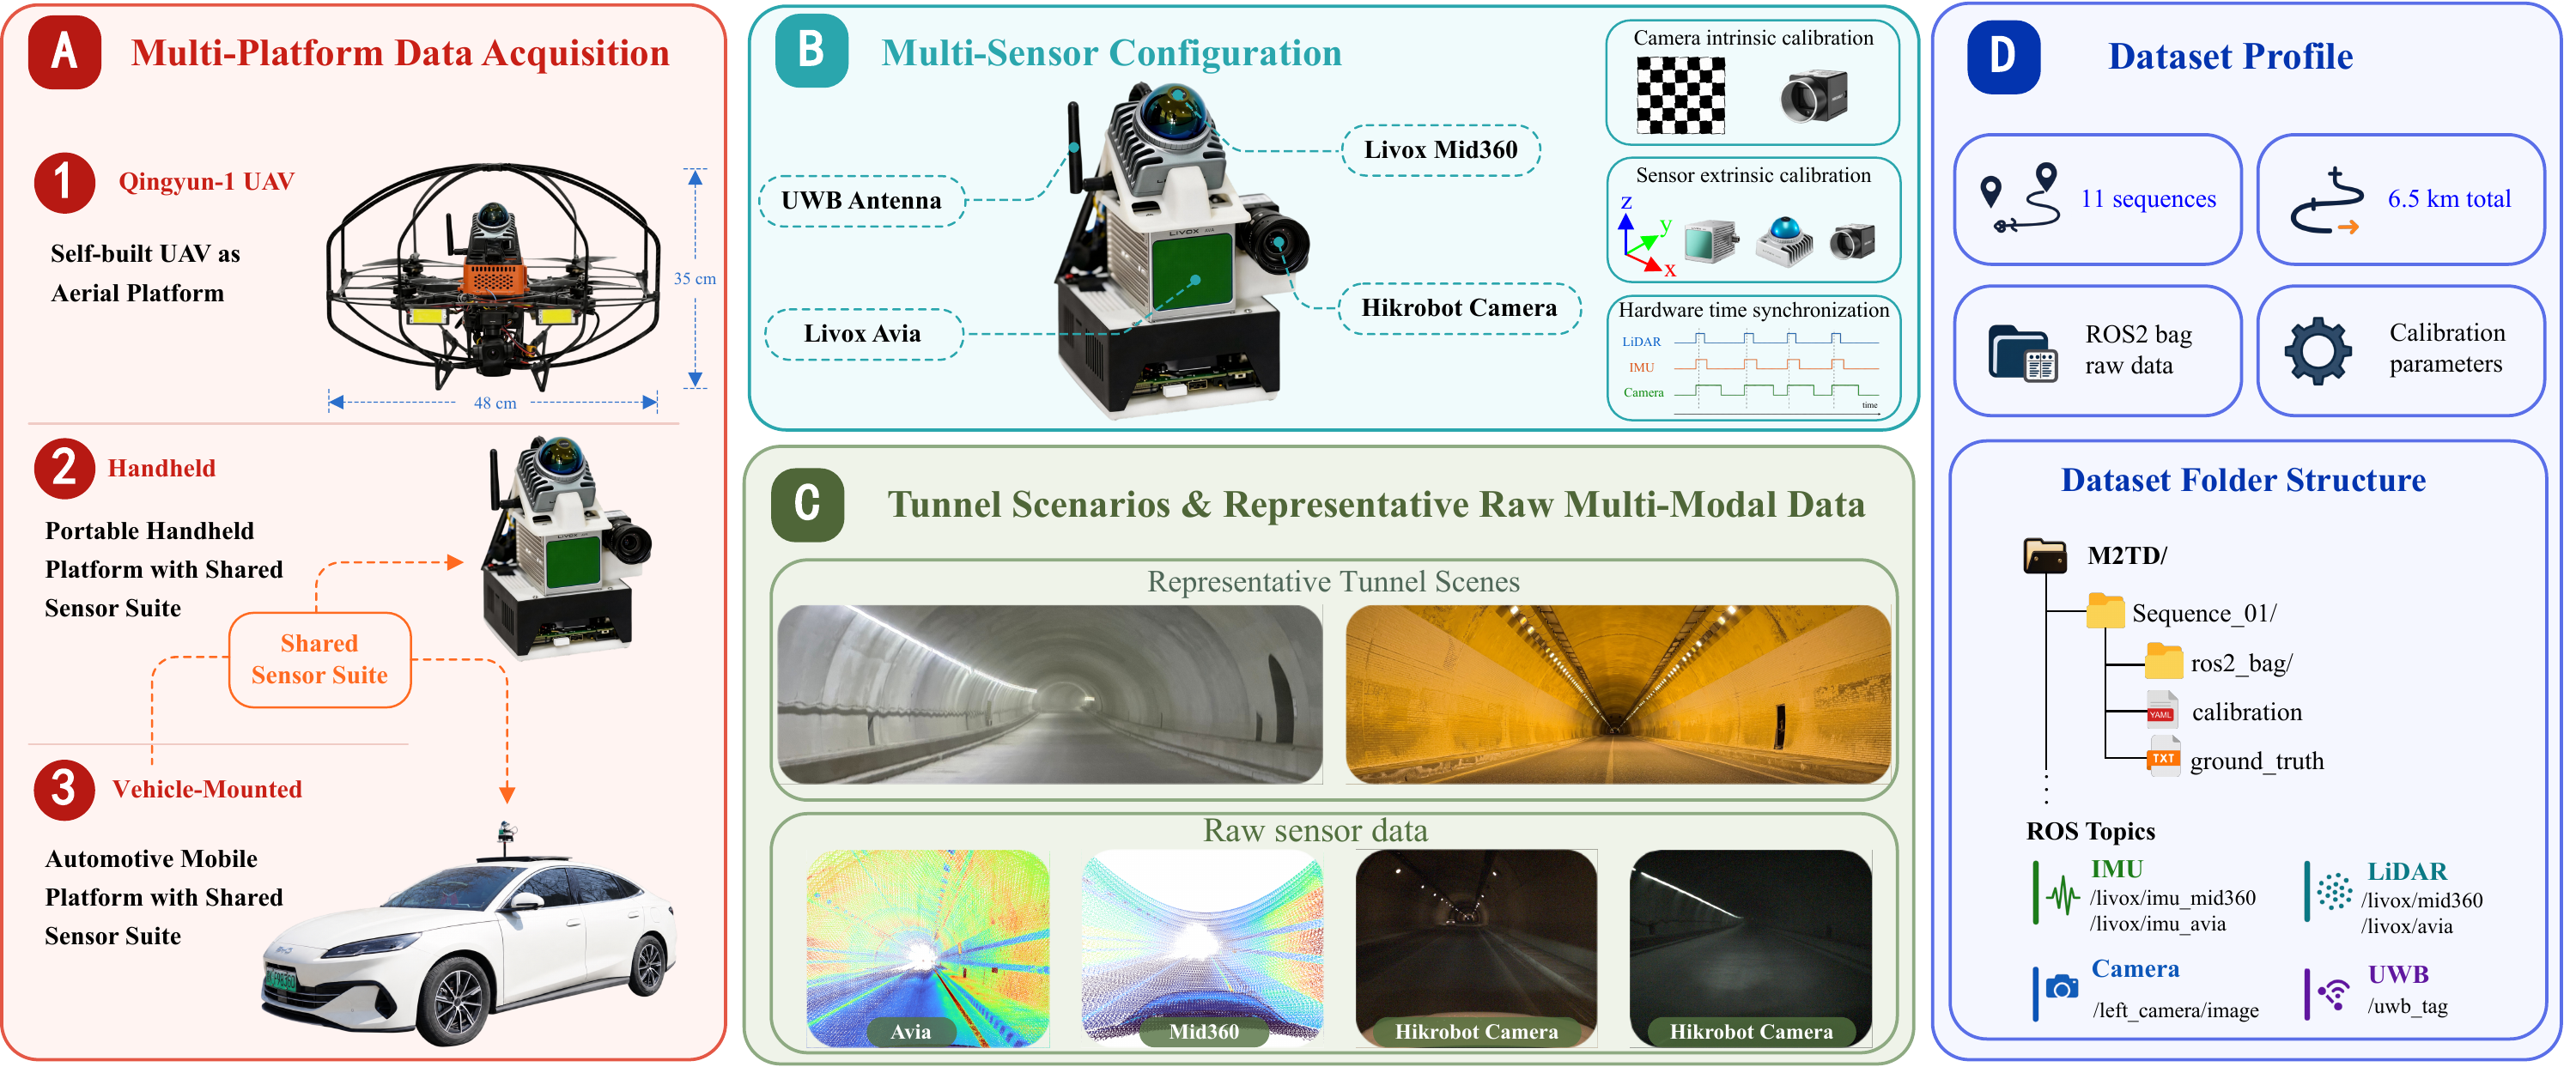 A
Multi-Platform Data Acquisition
1
Qingyun-1 UAV
Self-built UAV as
Aerial Platform
35 cm
48 cm
2
Handheld
Portable Handheld
Platform with Shared
Sensor Suite
Shared
Sensor Suite
3
Vehicle-Mounted
Automotive Mobile
Platform with Shared
Sensor Suite
B
Multi-Sensor Configuration
UWB Antenna
Livox Mid360
Livox Avia
Hikrobot Camera
LIVOX
Camera intrinsic calibration
Sensor extrinsic calibration
z
y
x
Hardware time synchronization
LiDAR
IMU
Camera
time
C
Tunnel Scenarios & Representative Raw Multi-Modal Data
Representative Tunnel Scenes
Raw sensor data
Avia
Mid360
Hikrobot Camera
Hikrobot Camera
D
Dataset Profile
11 sequences
6.5 km total
ROS2 bag
raw data
Calibration
parameters
Dataset Folder Structure
M2TD/
Sequence_01/
ros2_bag/
YAML
calibration
TXT
ground_truth
ROS Topics
IMU
/livox/imu_mid360
/livox/imu_avia
LiDAR
/livox/mid360
/livox/avia
Camera
/left_camera/image
UWB
/uwb_tag